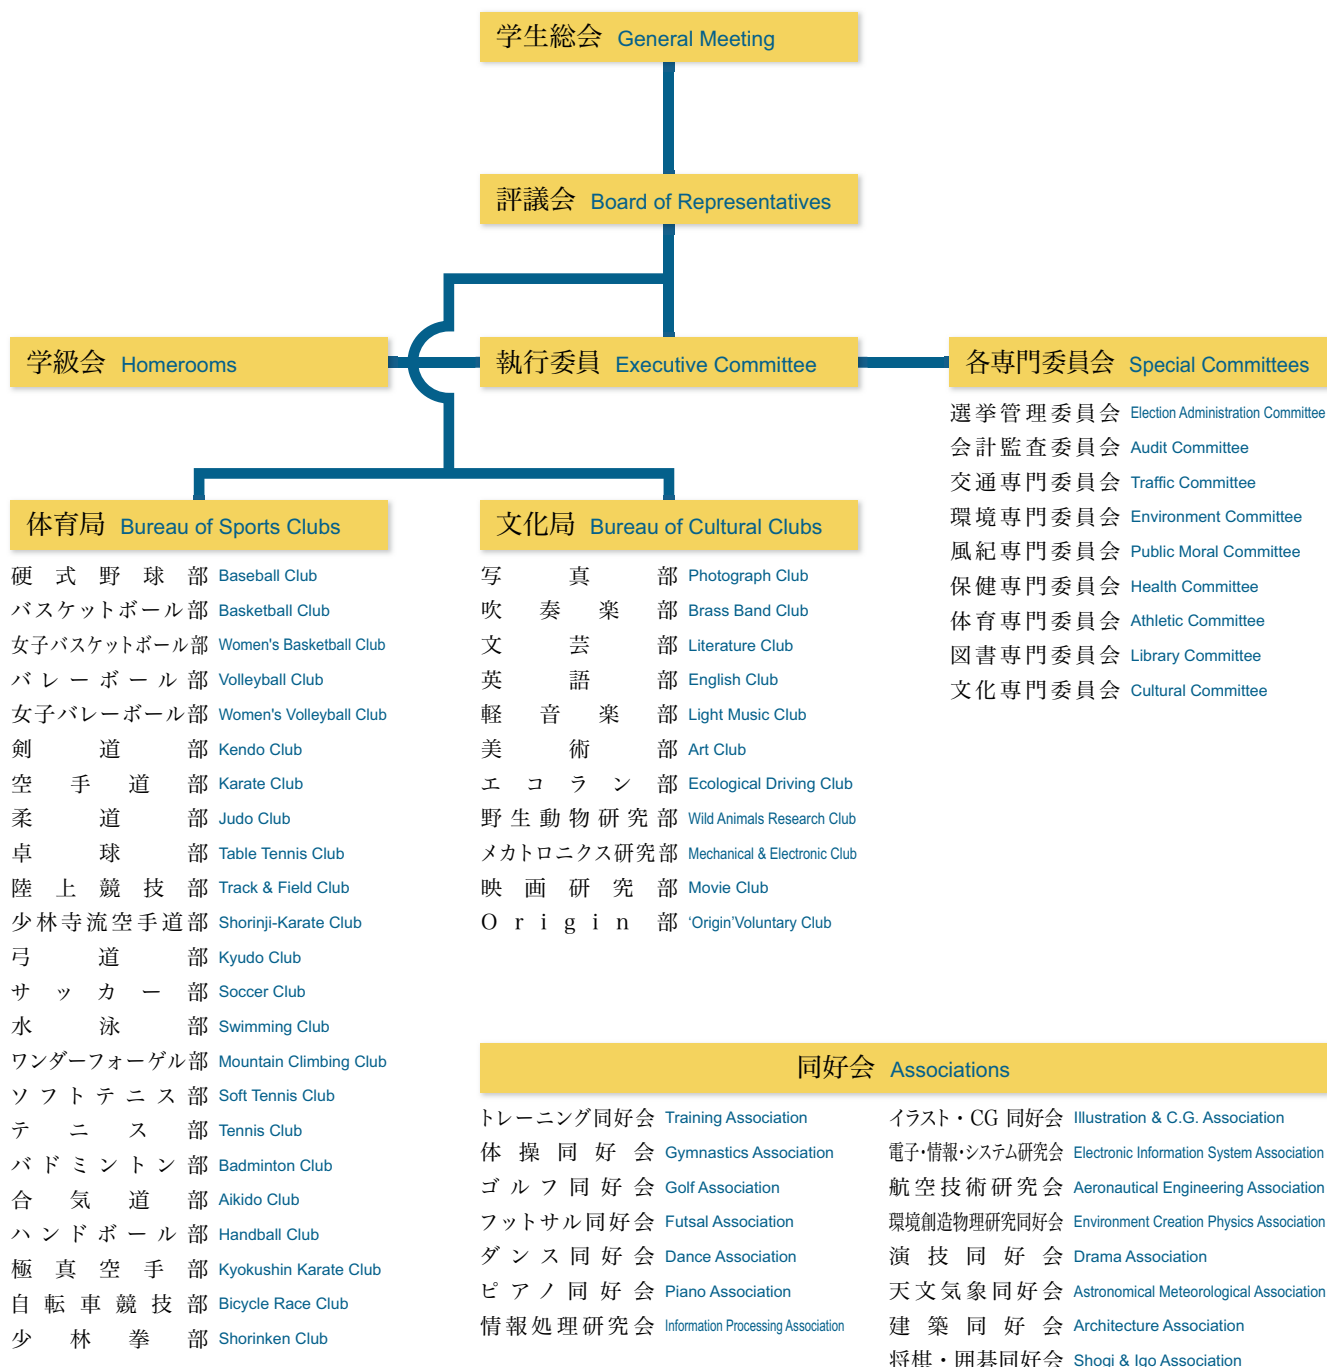 学生総会 General Meeting
評議会 Board of Representatives
学級会 Homerooms
執行委員 Executive Committee
各専門委員会 Special Committees
選挙管理委員会 Election Administration Committee
会計監査委員会 Audit Committee
交通専門委員会 Traffic Committee
環境専門委員会 Environment Committee
風紀専門委員会 Public Moral Committee
保健専門委員会 Health Committee
体育専門委員会 Athletic Committee
図書専門委員会 Library Committee
文化専門委員会 Cultural Committee
体育局 Bureau of Sports Clubs
硬式野球部 Baseball Club
バスケットボール部 Basketball Club
女子バスケットボール部 Women's Basketball Club
バレーボール部 Volleyball Club
女子バレーボール部 Women's Volleyball Club
剣道部 Kendo Club
空手道部 Karate Club
柔道部 Judo Club
卓球部 Table Tennis Club
陸上競技部 Track & Field Club
少林寺流空手道部 Shorinji-Karate Club
弓道部 Kyudo Club
サッカー部 Soccer Club
水泳部 Swimming Club
ワンダーフォーゲル部 Mountain Climbing Club
ソフトテニス部 Soft Tennis Club
テニス部 Tennis Club
バドミントン部 Badminton Club
合気道部 Aikido Club
ハンドボール部 Handball Club
極真空手部 Kyokushin Karate Club
自転車競技部 Bicycle Race Club
少林拳部 Shorinken Club
文化局 Bureau of Cultural Clubs
写真部 Photograph Club
吹奏楽部 Brass Band Club
文芸部 Literature Club
英語部 English Club
軽音楽部 Light Music Club
美術部 Art Club
エコラン部 Ecological Driving Club
野生動物研究部 Wild Animals Research Club
メカトロニクス研究部 Mechanical & Electronic Club
映画研究部 Movie Club
Origin部 ‘Origin’Voluntary Club
同好会 Associations
トレーニング同好会 Training Association
体操同好会 Gymnastics Association
ゴルフ同好会 Golf Association
フットサル同好会 Futsal Association
ダンス同好会 Dance Association
ピアノ同好会 Piano Association
情報処理研究会 Information Processing Association
イラスト・CG 同好会 Illustration & C.G. Association
電子・情報・システム研究会 Electronic Information System Association
航空技術研究会 Aeronautical Engineering Association
環境創造物理研究同好会 Environment Creation Physics Association
演技同好会 Drama Association
天文気象同好会 Astronomical Meteorological Association
建築同好会 Architecture Association
将棋・囲碁同好会 Shogi & Igo Association